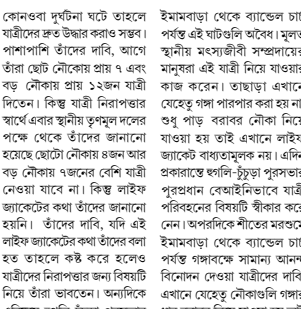 কোনওবা দুর্ঘটনা ঘটে তাহলে
যাত্রীদের দ্রুত উদ্ধার করাও সম্ভব।
পাশাপাশি তাঁদের দাবি, আগে
তাঁরা ছোট নৌকোয় প্রায় ৭ এবং
বড় নৌকায় প্রায় ১২জন যাত্রী
দিতেন। কিন্তু যাত্রী নিরাপত্তার
স্বার্থে এবার স্থানীয় তৃণমূল দলের
পক্ষে থেকে তাঁদের জানানো
হয়েছে ছোটো নৌকায় ৪জন আর
বড় নৌকায় ৭জনের বেশি যাত্রী
নেওয়া যাবে না। কিন্তু লাইফ
জ্যাকেটের কথা তাঁদের জানানো
হয়নি। তাঁদের দাবি, যদি এই
লাইফ জ্যাকেটের কথা তাঁদের বলা
হত তাহলে কষ্ট করে হলেও
যাত্রীদের নিরাপত্তার জন্য বিষয়টি
নিয়ে তাঁরা ভাবতেন। অন্যদিকে
ইমামবাড়া থেকে ব্যান্ডেল চার্চ
পর্যন্ত এই ঘাটগুলি অবৈধ। মূলত
স্থানীয় মৎস্যজীবী সম্প্রদায়ের
মানুষরা এই যাত্রী নিয়ে যাওয়ার
কাজ করেন। তাছাড়া এখানে
যেহেতু গঙ্গা পারপার করা হয় না
শুধু পাড় বরাবর নৌকা নিয়ে
যাওয়া হয় তাই এখানে লাইফ
জ্যাকেট বাধ্যতামূলক নয়। এদিন
প্রকারান্তে হুগলি-চুঁচুড়া পুরসভার
পুরপ্রধান বেআইনিভাবে যাত্রী
পরিবহনের বিষয়টি স্বীকার করে
নেন। অপরদিকে শীতের মরশুমে
ইমামবাড়া থেকে ব্যান্ডেল চার্চ
পর্যন্ত গঙ্গাবক্ষে সামান্য আনন্দ
বিনোদন দেওয়া যাত্রীদের দাবি
এখানে যেহেতু নৌকাগুলি গঙ্গার